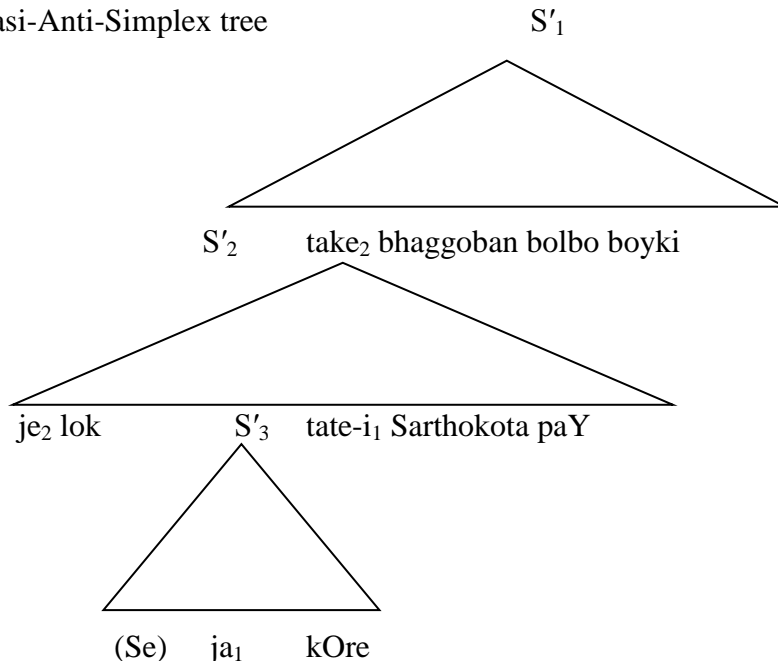 asi-Anti-Simplex tree S′₁
S′₂ take₂ bhaggoban bolbo boyki
je₂ lok S′₃ tate-i₁ Sarthokota paY
(Se) ja₁ kOre